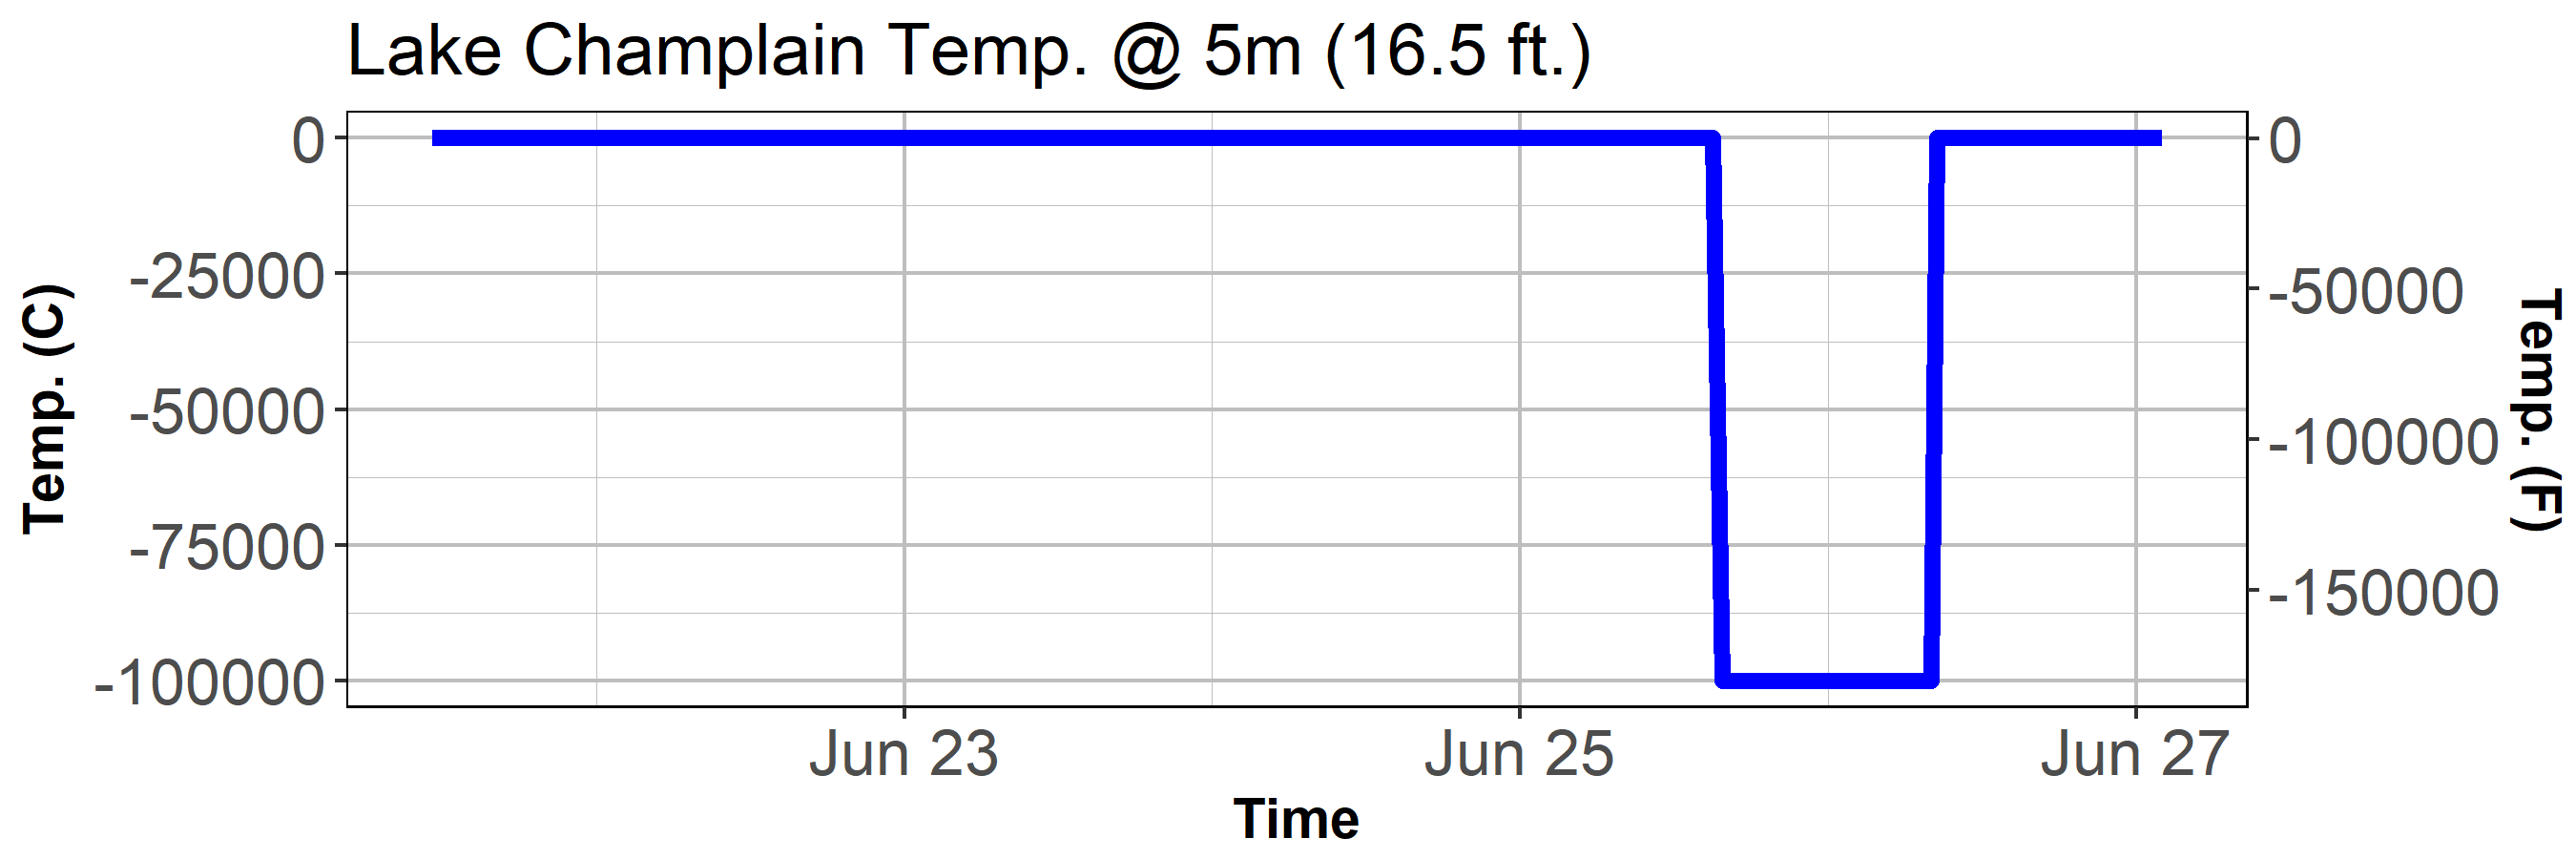 Lake Champlain Temp. @ 5m (16.5 ft.)
Temp. (C)
0
-25000
-50000
-75000
-100000
0
-50000
-100000
-150000
Temp. (F)
Jun 23 Jun 25 Jun 27
Time